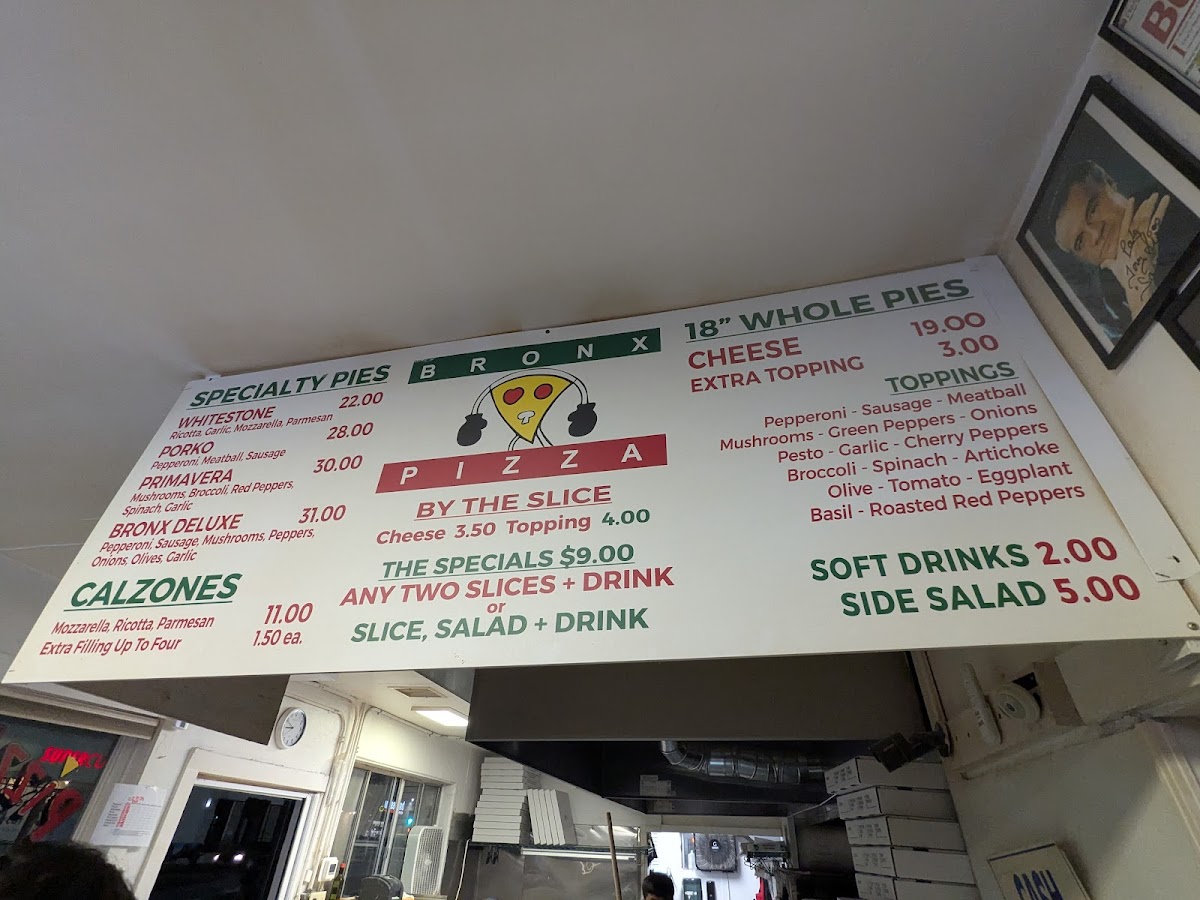 SPECIALTY PIES
WHITESTONE 22.00
Ricotta, Garlic, Mozzarella, Parmesan
PORKO 28.00
Pepperoni, Meatball, Sausage
PRIMAVERA 30.00
Mushrooms, Broccoli, Red Peppers,
Spinach, Garlic
BRONX DELUXE 31.00
Pepperoni, Sausage, Mushrooms, Peppers,
Onions, Olives, Garlic
CALZONES
Mozzarella, Ricotta, Parmesan 11.00
Extra Filling Up To Four 1.50 ea.
BRONX
PIZZA
BY THE SLICE
Cheese 3.50 Topping 4.00
THE SPECIALS $9.00
ANY TWO SLICES + DRINK
or
SLICE, SALAD + DRINK
18” WHOLE PIES
CHEESE 19.00
EXTRA TOPPING 3.00
TOPPINGS
Pepperoni - Sausage - Meatball
Mushrooms - Green Peppers - Onions
Pesto - Garlic - Cherry Peppers
Broccoli - Spinach - Artichoke
Olive - Tomato - Eggplant
Basil - Roasted Red Peppers
SOFT DRINKS 2.00
SIDE SALAD 5.00
CASH